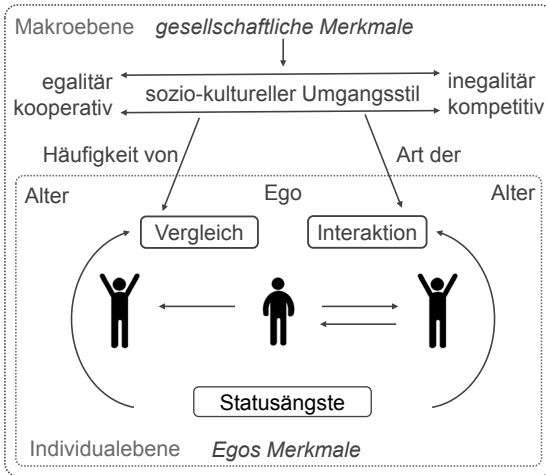 Makroebene gesellschaftliche Merkmale
egalitär
kooperativ
sozio-kultureller Umgangsstil
inegalitär
kompetitiv
Häufigkeit von
Art der
Alter
Ego
Alter
Vergleich
Interaktion
Statusängste
Individualebene Egos Merkmale